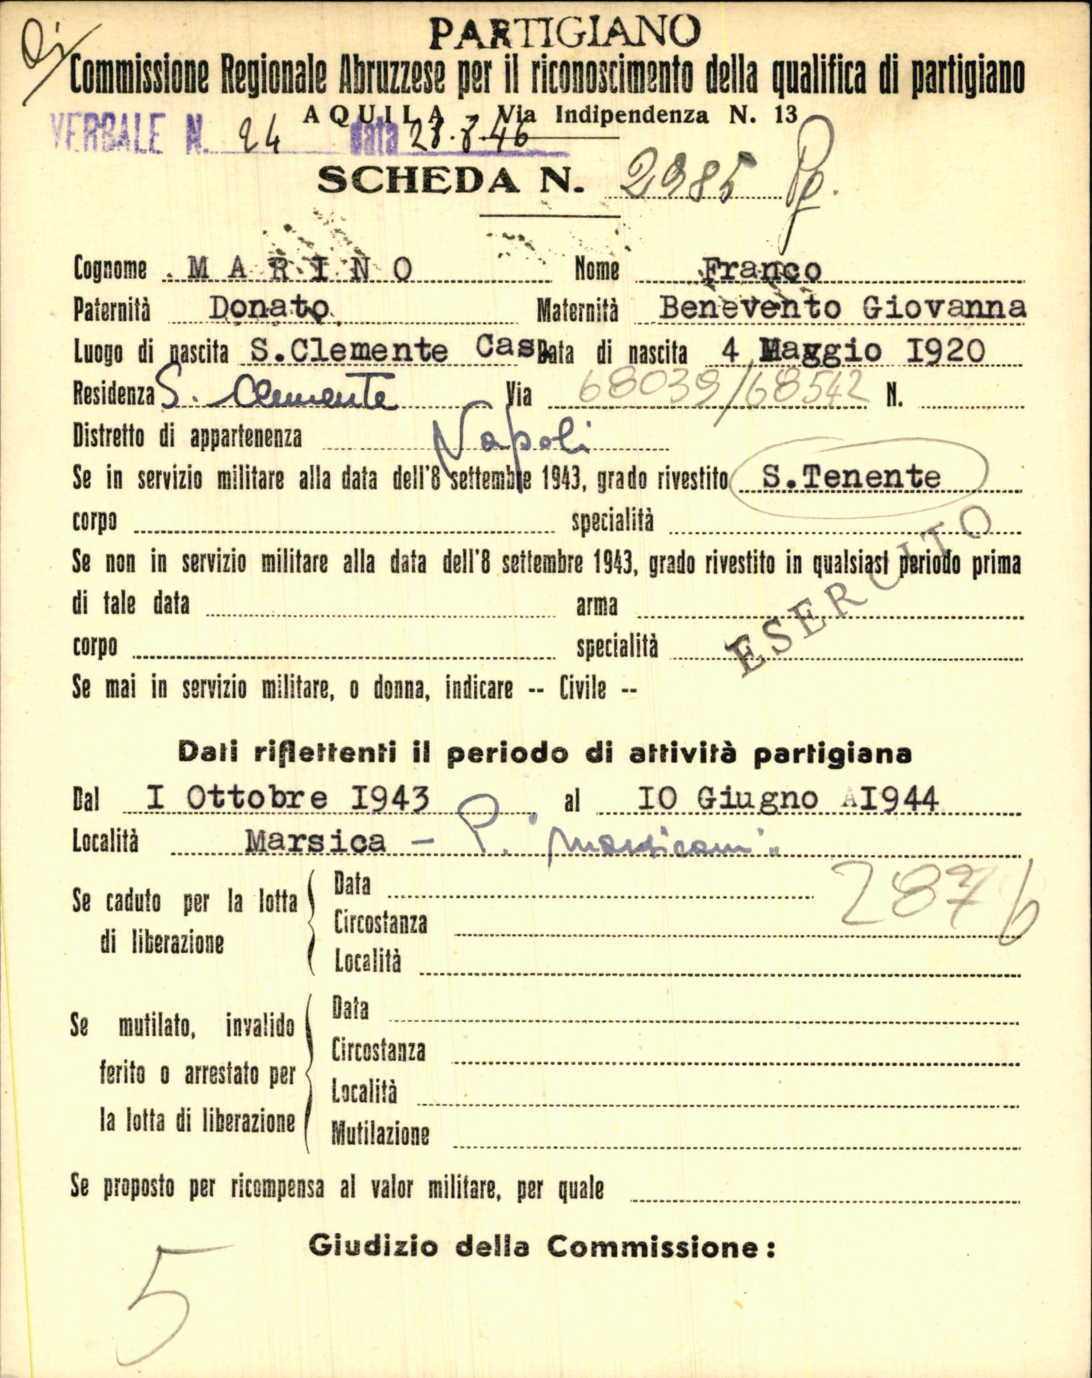 PARTIGIANO
Commissione Regionale Abruzzese per il riconoscimento della qualifica di partigiano
AQUILA Via Indipendenza N. 13
VERBALE N. 24 data 28.8.46
SCHEDA N. 2985
Cognome MARINO Nome Franco
Paternità Donato Maternità Benevento Giovanna
Luogo di nascita S.Clemente Cas Data di nascita 4 Maggio I920
Residenza S. Clemente Via 68039/68542 N.
Distretto di appartenenza Napoli
Se in servizio militare alla data dell'8 settembre 1943, grado rivestito S.Tenente
corpo specialità
ESERCITO
Se non in servizio militare alla data dell'8 settembre 1943, grado rivestito in qualsiast periodo prima
di tale data arma
corpo specialità
Se mai in servizio militare, o donna, indicare -- Civile --
Dati riflettenti il periodo di attività partigiana
Dal I Ottobre I943 al IO Giugno I944
Località Marsica - P. "Marsicani"
Se caduto per la lotta di liberazione
Data
Circostanza
Località
2876
Se mutilato, invalido ferito o arrestato per la lotta di liberazione
Data
Circostanza
Località
Mutilazione
Se proposto per ricompensa al valor militare, per quale
Giudizio della Commissione:
5